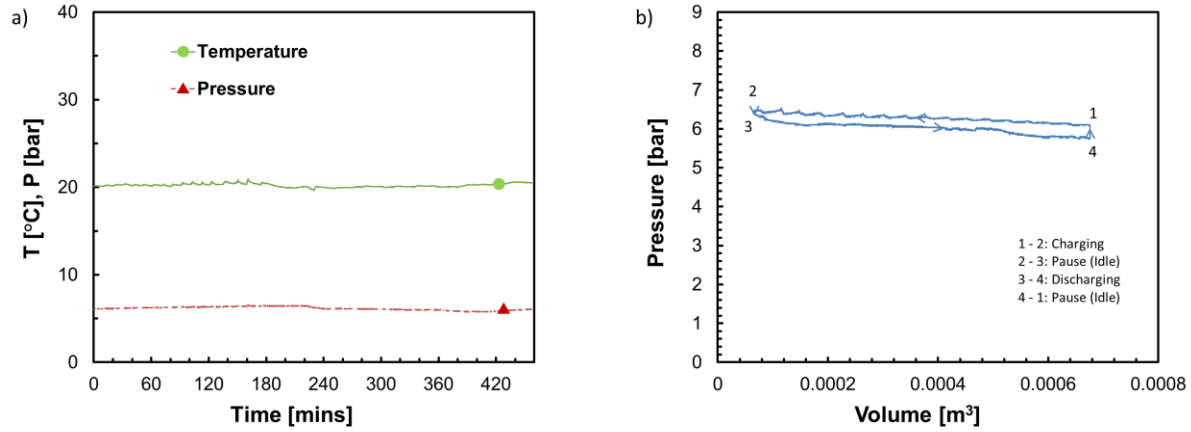 a)
T [°C], P [bar]
40
30
20
10
0
Temperature
Pressure
0 60 120 180 240 300 360 420
Time [mins]
b)
Pressure [bar]
9
8
7
6
5
4
3
2
1
0
2
1
3
4
1 - 2: Charging
2 - 3: Pause (Idle)
3 - 4: Discharging
4 - 1: Pause (Idle)
0 0.0002 0.0004 0.0006 0.0008
Volume [m³]